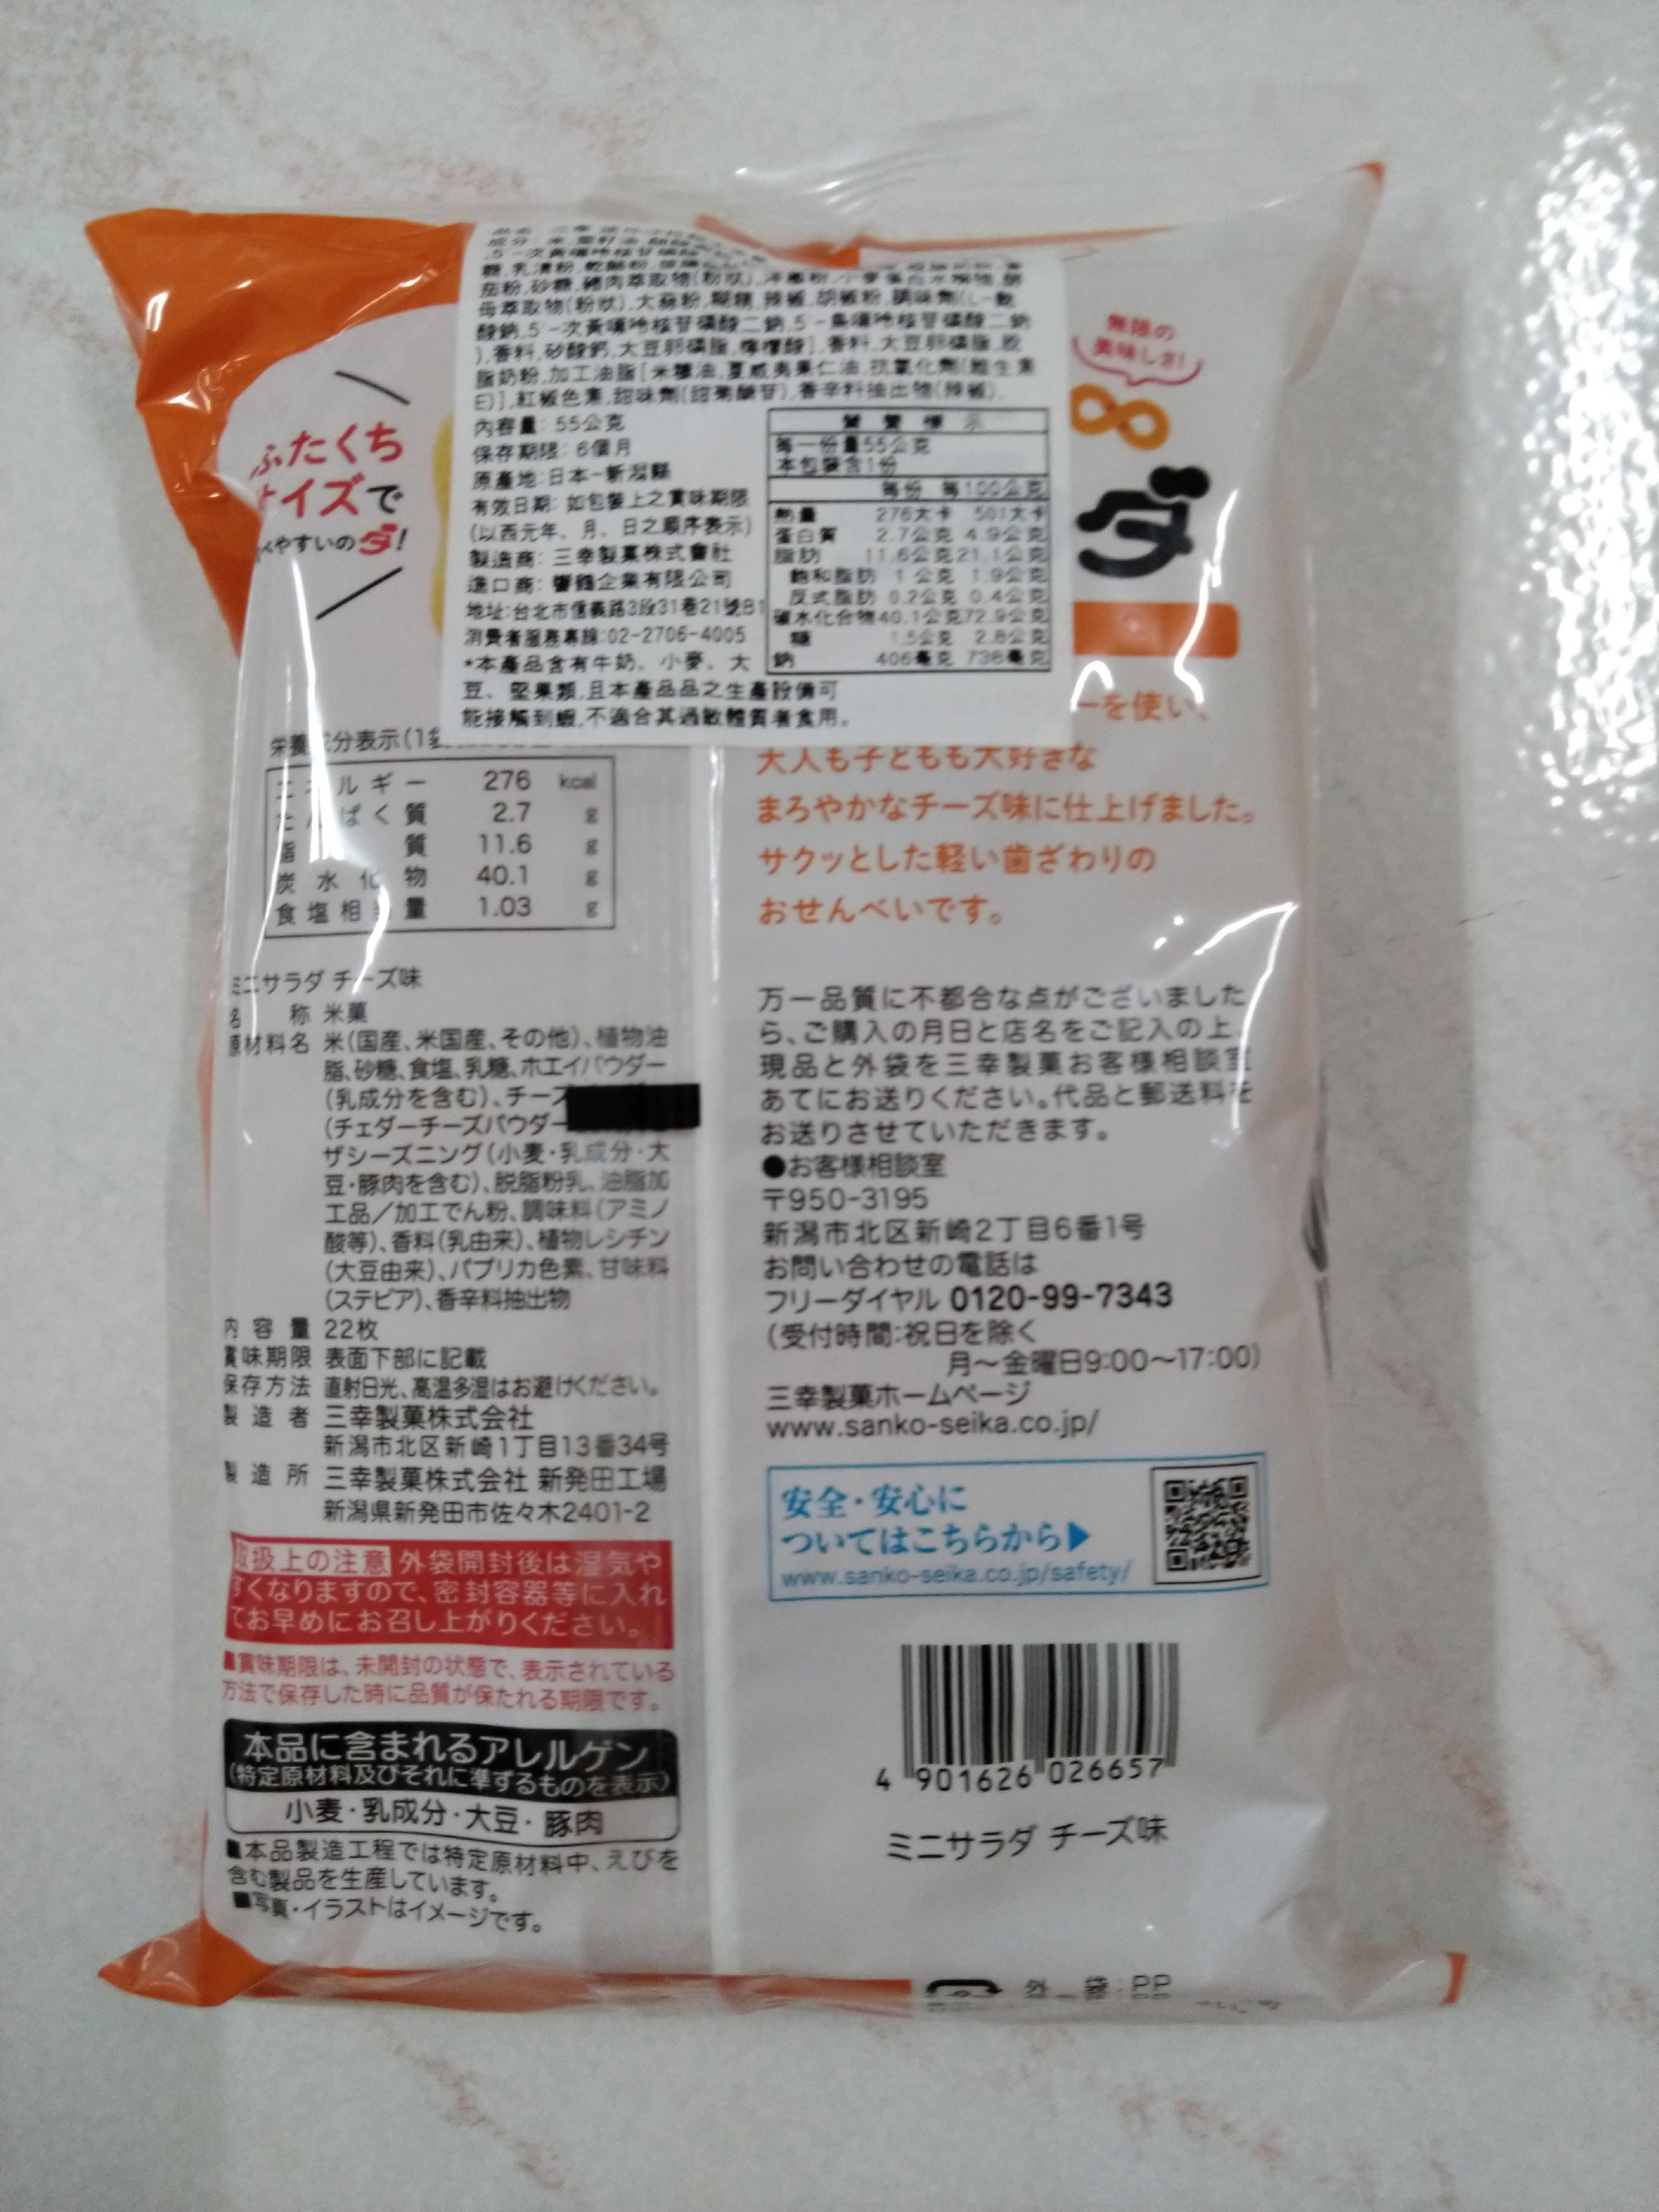 糖,乳清粉,乾酪粉
茄粉,砂糖,豬肉萃取物(粉狀),洋蔥粉,小麥蛋白水解物,酵
母萃取物(粉狀),大蒜粉,糊精,辣椒,胡椒粉,調味劑(L-麩
酸鈉,5-次黃嘌呤核苷磷酸二鈉,5-鳥嘌呤核苷磷酸二鈉
),香料,矽酸鈣,大豆卵磷脂,檸檬酸],香料,大豆卵磷脂,脫
脂奶粉,加工油脂[米糠油,夏威夷果仁油,抗氧化劑(維生素
E)],紅椒色素,甜味劑(甜菊醣苷),香辛料抽出物(辣椒).
內容量: 55公克
保存期限: 6個月
原產地:日本-新潟縣
有效日期: 如包裝上之賞味期限
(以西元年、月、日之順序表示)
製造商: 三幸製菓株式會社
進口商: 響鶴企業有限公司
地址:台北市信義路3段31巷21號B1
消費者服務專線:02-2706-4005
*本產品含有牛奶、小麥、大
豆、堅果類,且本產品品之生產設備可
能接觸到蝦,不適合其過敏體質者食用。
營養標示
每一份量55公克
本包裝含1份
每份 每100公克
熱量 276大卡 501大卡
蛋白質 2.7公克 4.9公克
脂肪 11.6公克 21.1公克
飽和脂肪 1公克 1.9公克
反式脂肪 0.2公克 0.4公克
碳水化合物 40.1公克 72.9公克
糖 1.5公克 2.8公克
鈉 406毫克 738毫克
ふたくち
イズで
やすいのダ!
無限の
美味しさ!
ダ
ーを使い、
大人も子どもも大好きな
まろやかなチーズ味に仕上げました。
サクッとした軽い歯ざわりの
おせんべいです。
栄養成分表示(1袋
エネルギー 276 kcal
たんぱく質 2.7 g
脂質 11.6 g
炭水化物 40.1 g
食塩相当量 1.03 g
ミニサラダ チーズ味
名称 米菓
原材料名 米(国産、米国産、その他)、植物油
脂、砂糖、食塩、乳糖、ホエイパウダー
(乳成分を含む)、チーズ
(チェダーチーズパウダー
ザシーズニング(小麦・乳成分・大
豆・豚肉を含む)、脱脂粉乳、油脂加
工品/加工でん粉、調味料(アミノ
酸等)、香料(乳由来)、植物レシチン
(大豆由来)、パプリカ色素、甘味料
(ステビア)、香辛料抽出物
内容量 22枚
賞味期限 表面下部に記載
保存方法 直射日光、高温多湿はお避けください。
製造者 三幸製菓株式会社
新潟市北区新崎1丁目13番34号
製造所 三幸製菓株式会社 新発田工場
新潟県新発田市佐々木2401-2
取扱上の注意 外袋開封後は湿気や
すくなりますので、密封容器等に入れ
てお早めにお召し上がりください。
■賞味期限は、未開封の状態で、表示されている
方法で保存した時に品質が保たれる期限です。
本品に含まれるアレルゲン
(特定原材料及びそれに準ずるものを表示)
小麦・乳成分・大豆・豚肉
■本品製造工程では特定原材料中、えびを
含む製品を生産しています。
■写真・イラストはイメージです。
万一品質に不都合な点がございました
ら、ご購入の月日と店名をご記入の上、
現品と外袋を三幸製菓お客様相談室
あてにお送りください。代品と郵送料を
お送りさせていただきます。
●お客様相談室
〒950-3195
新潟市北区新崎2丁目6番1号
お問い合わせの電話は
フリーダイヤル 0120-99-7343
(受付時間:祝日を除く
月〜金曜日9:00〜17:00)
三幸製菓ホームページ
www.sanko-seika.co.jp/
安全・安心に
ついてはこちらから▶
www.sanko-seika.co.jp/safety/
4 901626 026657
ミニサラダ チーズ味
外袋:PP